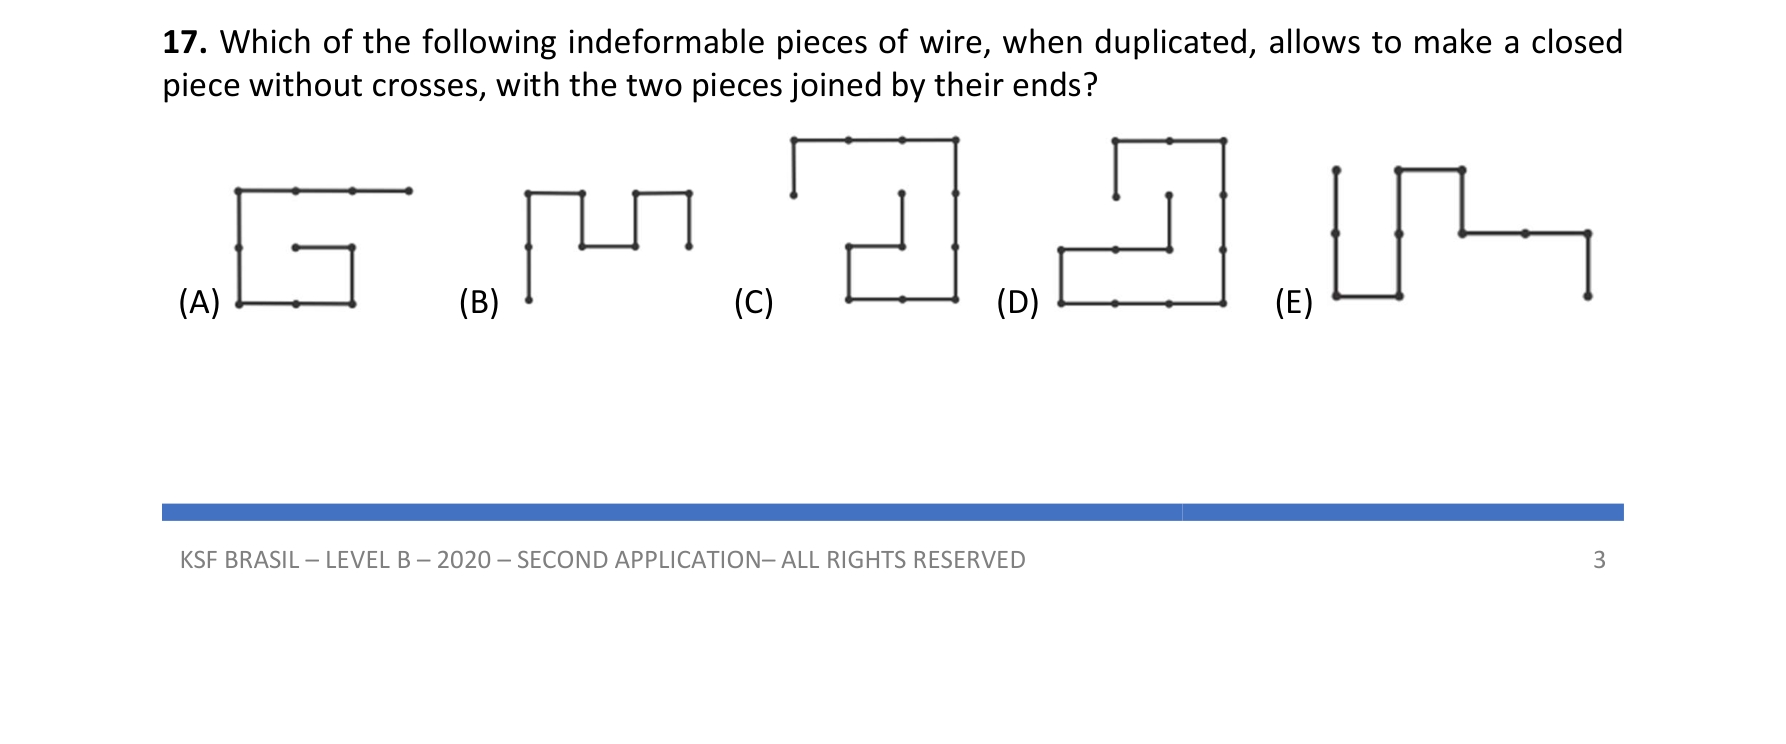 17. Which of the following indeformable pieces of wire, when duplicated, allows to make a closed
piece without crosses, with the two pieces joined by their ends?
(A) (B) (C) (D) (E)
KSF BRASIL – LEVEL B – 2020 – SECOND APPLICATION– ALL RIGHTS RESERVED 3